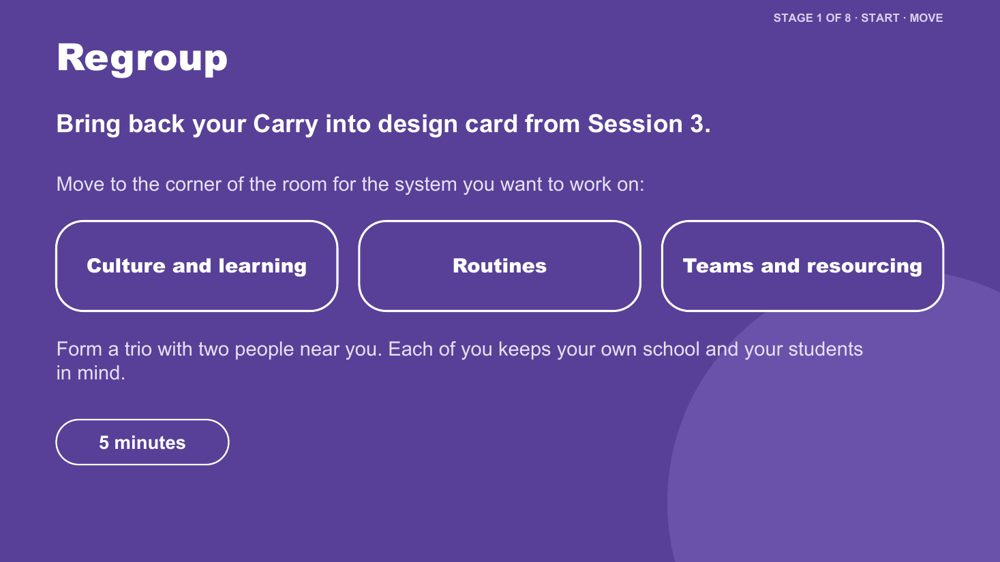 STAGE 1 OF 8 · START · MOVE
Regroup
Bring back your Carry into design card from Session 3.
Move to the corner of the room for the system you want to work on:
Culture and learning
Routines
Teams and resourcing
Form a trio with two people near you. Each of you keeps your own school and your students
in mind.
5 minutes